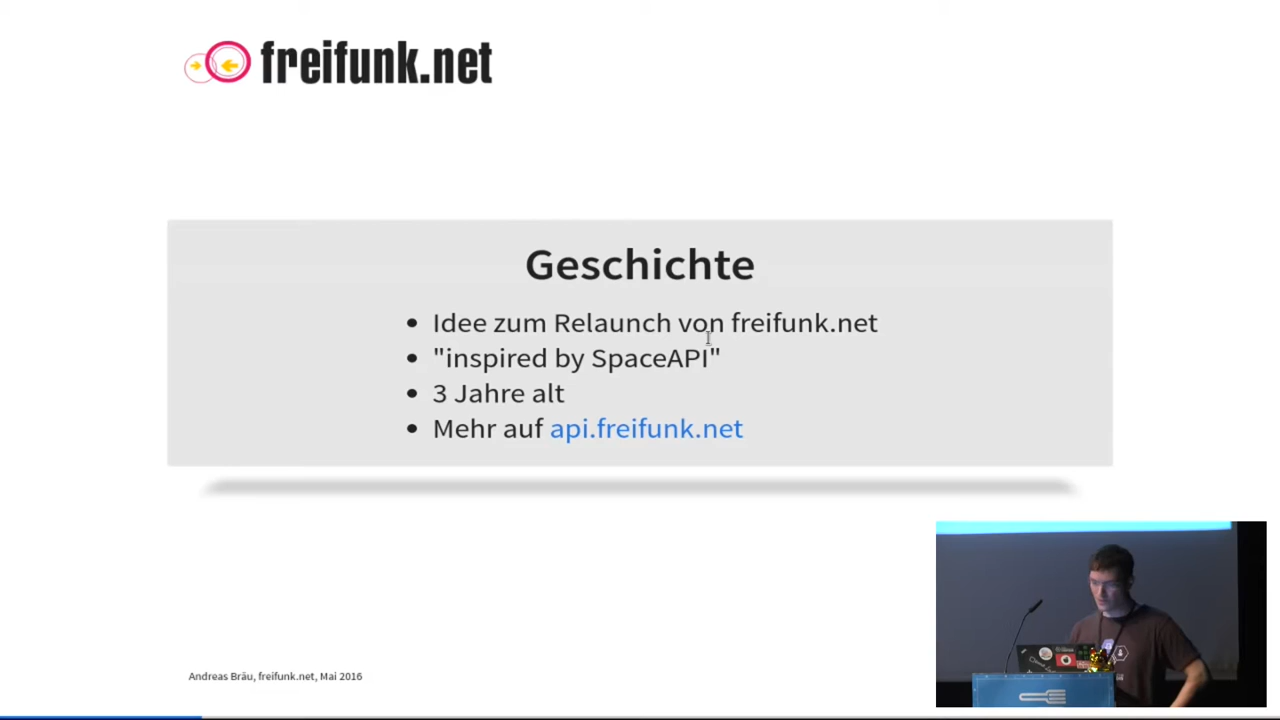 freifunk.net
Geschichte
• Idee zum Relaunch von freifunk.net
• "inspired by SpaceAPI"
• 3 Jahre alt
• Mehr auf api.freifunk.net
Andreas Bräu, freifunk.net, Mai 2016